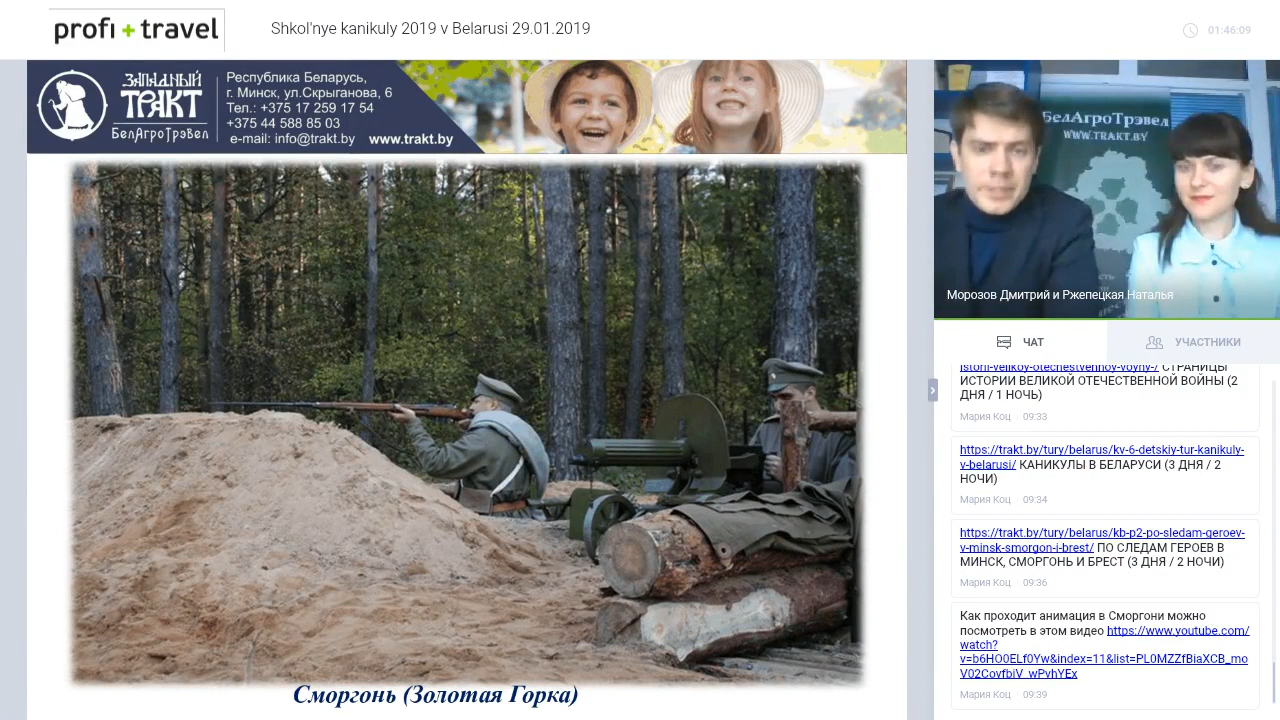 profi + travel
Shkol'nye kanikuly 2019 v Belarusi 29.01.2019
01:46:09
ЗАПАДНЫЙ
ТРАКТ
БелАгроТрэвел
Республика Беларусь,
г. Минск, ул.Скрыганова, 6
Тел.: +375 17 259 17 54
+375 44 588 85 03
e-mail: info@trakt.by www.trakt.by
БелАгроТрэвел
WWW.TRAKT.BY
Морозов Дмитрий и Ржепецкая Наталья
ЧАТ
УЧАСТНИКИ
istorii-velikoy-otechestvennoy-voyny-/ СТРАНИЦЫ
ИСТОРИИ ВЕЛИКОЙ ОТЕЧЕСТВЕННОЙ ВОЙНЫ (2
ДНЯ / 1 НОЧЬ)
Мария Коц · 09:33
https://trakt.by/tury/belarus/kv-6-detskiy-tur-kanikuly-
v-belarusi/ КАНИКУЛЫ В БЕЛАРУСИ (3 ДНЯ / 2
НОЧИ)
Мария Коц · 09:34
https://trakt.by/tury/belarus/kb-p2-po-sledam-geroev-
v-minsk-smorgon-i-brest/ ПО СЛЕДАМ ГЕРОЕВ В
МИНСК, СМОРГОНЬ И БРЕСТ (3 ДНЯ / 2 НОЧИ)
Мария Коц · 09:36
Как проходит анимация в Сморгони можно
посмотреть в этом видео https://www.youtube.com/
watch?
v=b6HO0ELf0Yw&index=11&list=PL0MZZfBiaXCB_mo
V02CovfbiV_wPvhYEx
Мария Коц · 09:39
Сморгонь (Золотая Горка)